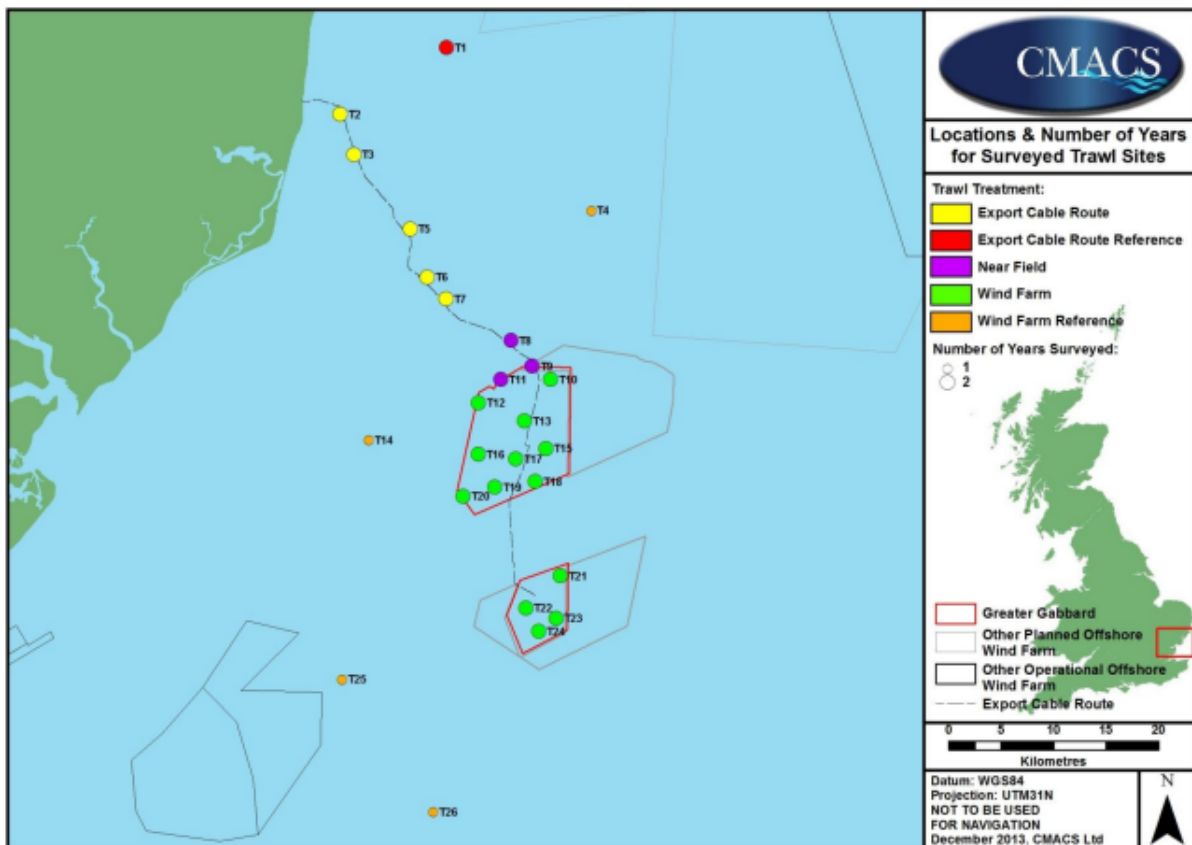 T1
T2
T3
T4
T5
T6
T7
T8
T9
T11
T10
T12
T13
T14
T15
T16
T17
T18
T19
T20
T21
T22
T23
T24
T25
T26
CMACS
Locations & Number of Years
for Surveyed Trawl Sites
Trawl Treatment:
Export Cable Route
Export Cable Route Reference
Near Field
Wind Farm
Wind Farm Reference
Number of Years Surveyed:
1
2
Greater Gabbard
Other Planned Offshore
Wind Farm
Other Operational Offshore
Wind Farm
Export Cable Route
0 5 10 15 20
Kilometres
Datum: WGS84
Projection: UTM31N
NOT TO BE USED
FOR NAVIGATION
December 2013. CMACS Ltd
N